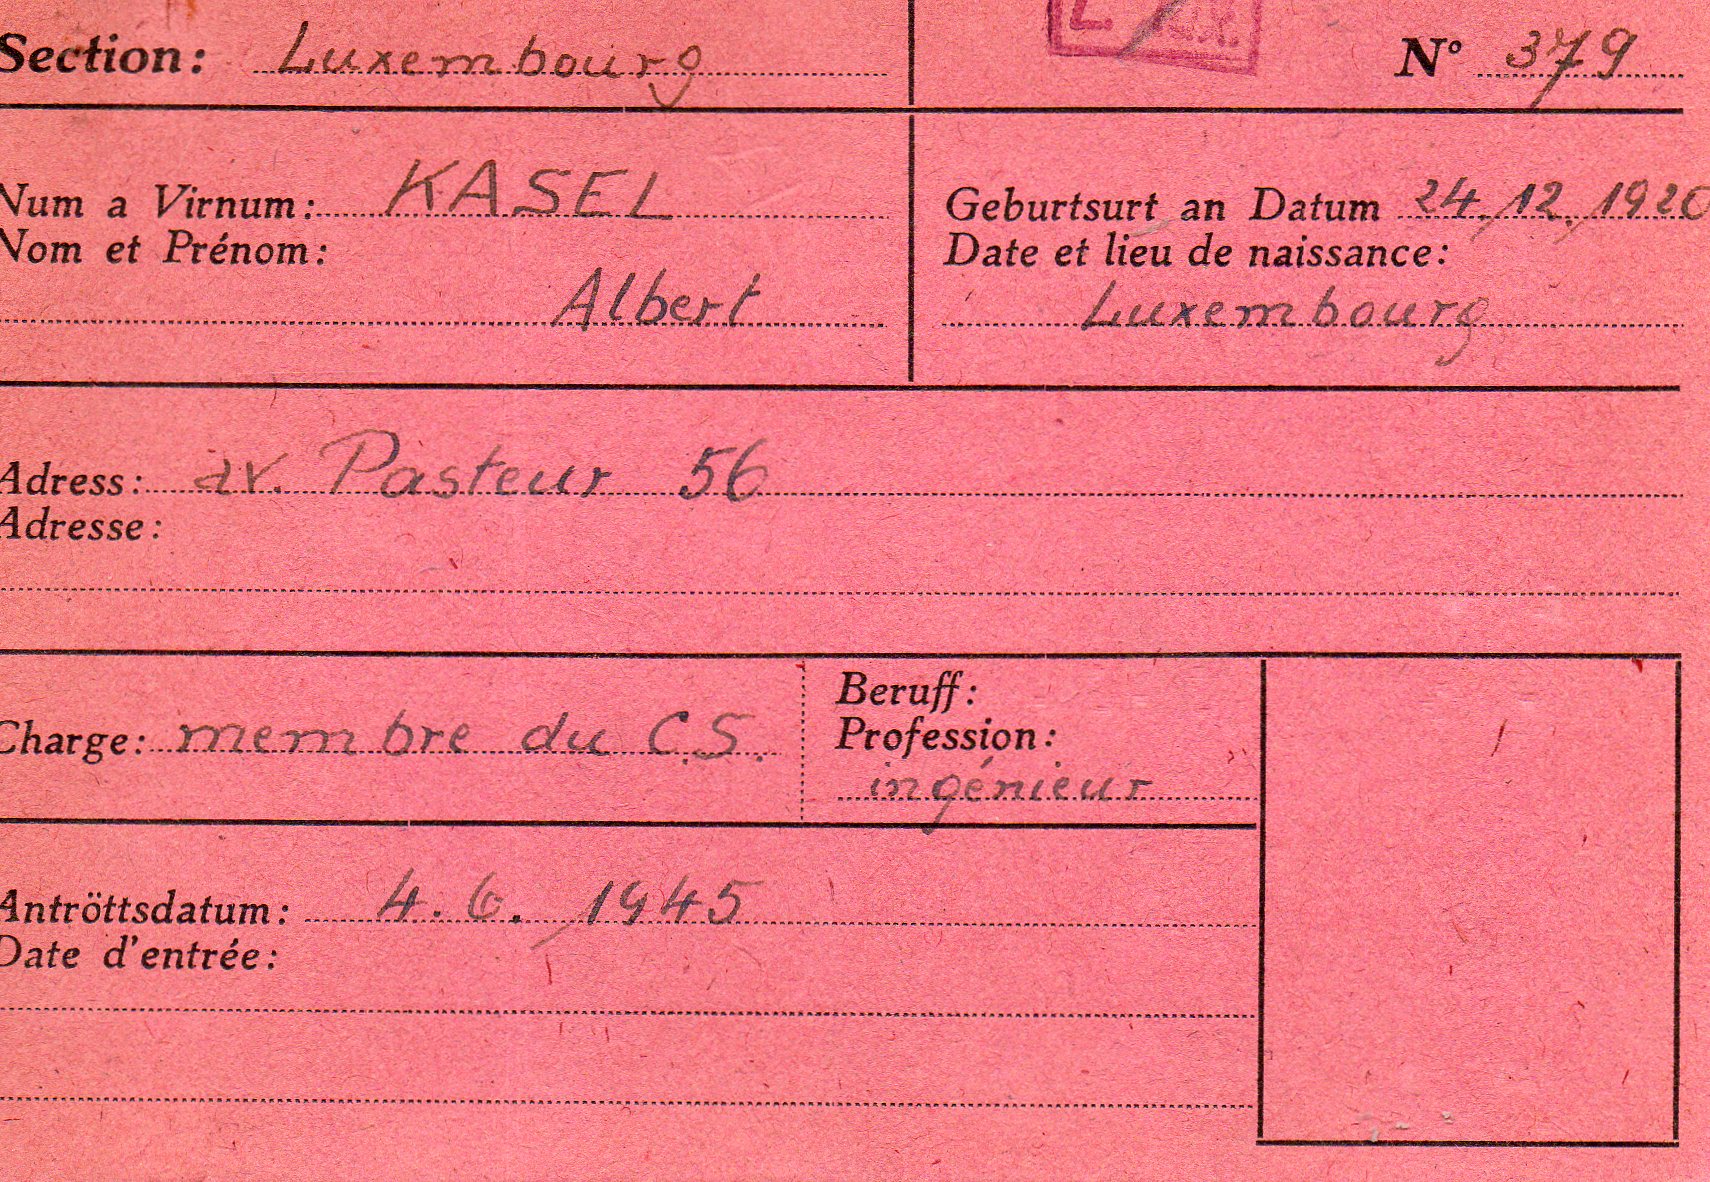 Section: Luxembourg
N° 379
Num a Virnum: KASEL
Nom et Prénom:
Albert
Geburtsurt an Datum 24.12.1920
Date et lieu de naissance:
Luxembourg
Adress: av. Pasteur 56
Adresse:
Charge: membre du C.S.
Beruff:
Profession:
ingénieur
Antröttsdatum: 4.6.1945
Date d'entrée: